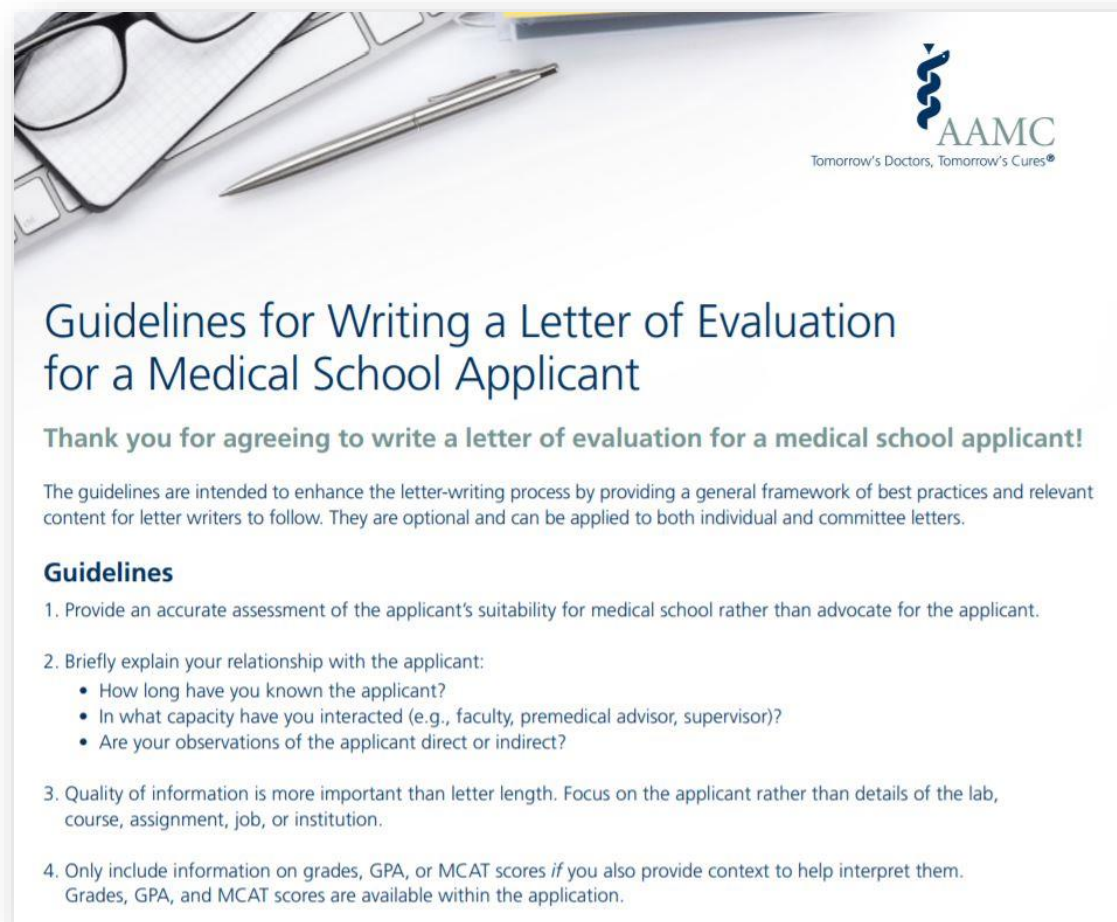 AAMC
Tomorrow's Doctors, Tomorrow's Cures®
Guidelines for Writing a Letter of Evaluation
for a Medical School Applicant
Thank you for agreeing to write a letter of evaluation for a medical school applicant!
The guidelines are intended to enhance the letter-writing process by providing a general framework of best practices and relevant
content for letter writers to follow. They are optional and can be applied to both individual and committee letters.
Guidelines
1. Provide an accurate assessment of the applicant's suitability for medical school rather than advocate for the applicant.
2. Briefly explain your relationship with the applicant:
• How long have you known the applicant?
• In what capacity have you interacted (e.g., faculty, premedical advisor, supervisor)?
• Are your observations of the applicant direct or indirect?
3. Quality of information is more important than letter length. Focus on the applicant rather than details of the lab,
course, assignment, job, or institution.
4. Only include information on grades, GPA, or MCAT scores if you also provide context to help interpret them.
Grades, GPA, and MCAT scores are available within the application.